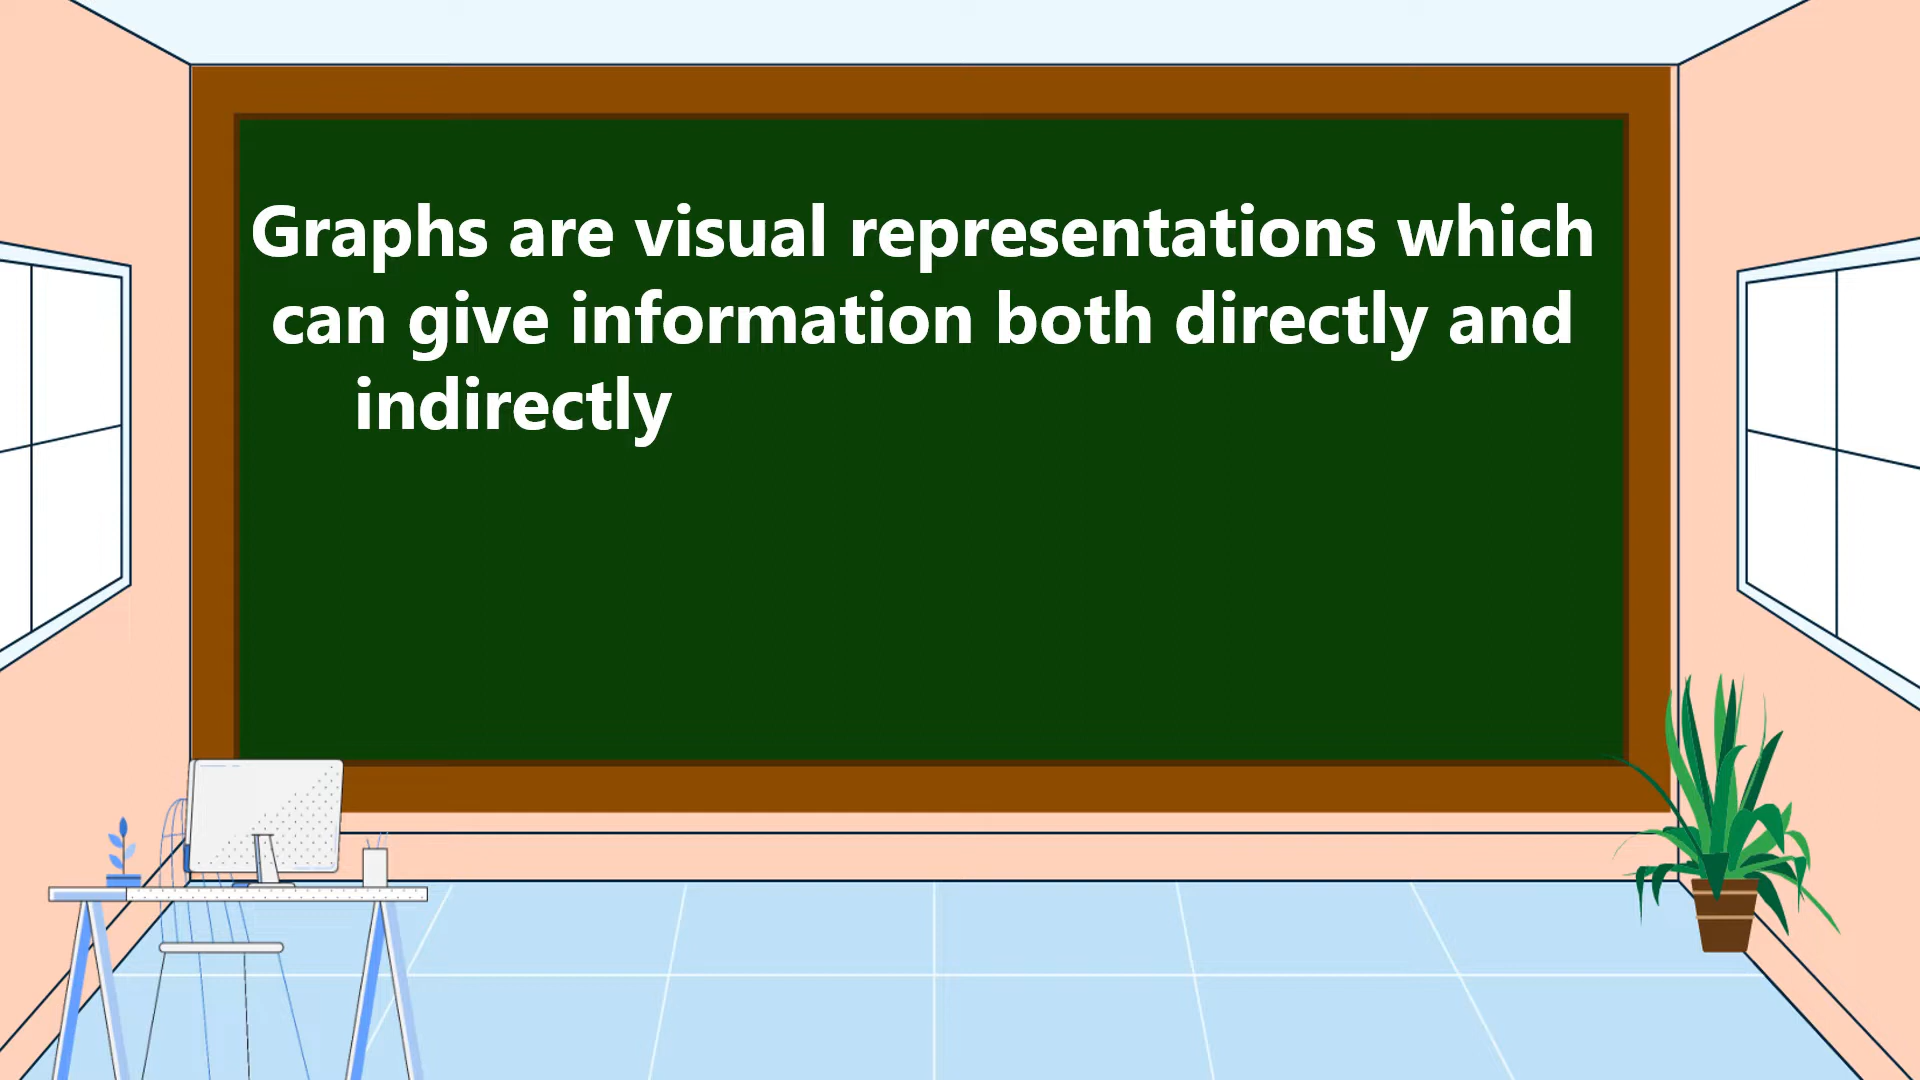 Graphs are visual representations which
can give information both directly and
indirectly